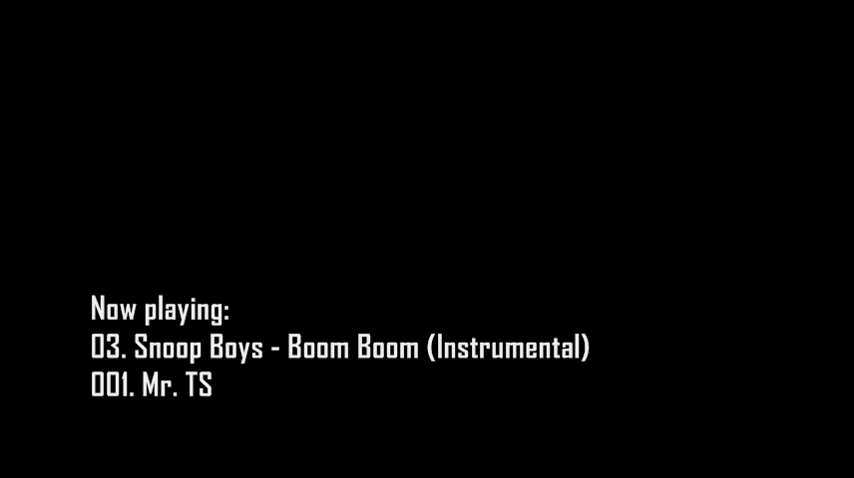 Now playing:
03. Snoop Boys - Boom Boom (Instrumental)
001. Mr. TS